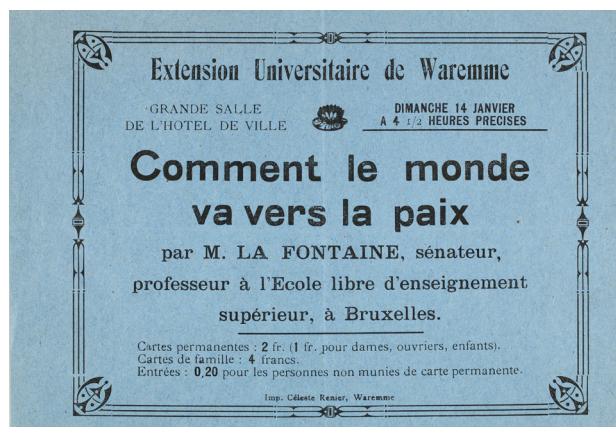 Extension Universitaire de Waremme
GRANDE SALLE
DE L'HOTEL DE VILLE
DIMANCHE 14 JANVIER
A 4 1/2 HEURES PRECISES
Comment le monde
va vers la paix
par M. LA FONTAINE, sénateur,
professeur à l'Ecole libre d'enseignement
supérieur, à Bruxelles.
Cartes permanentes : 2 fr. (1 fr. pour dames, ouvriers, enfants).
Cartes de famille : 4 francs.
Entrées : 0,20 pour les personnes non munies de carte permanente.
Imp. Céleste Renier, Waremme